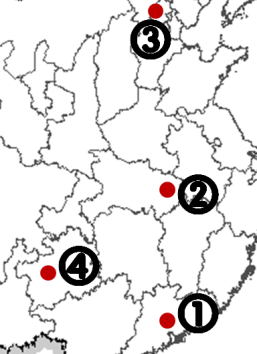 ③
②
④
①